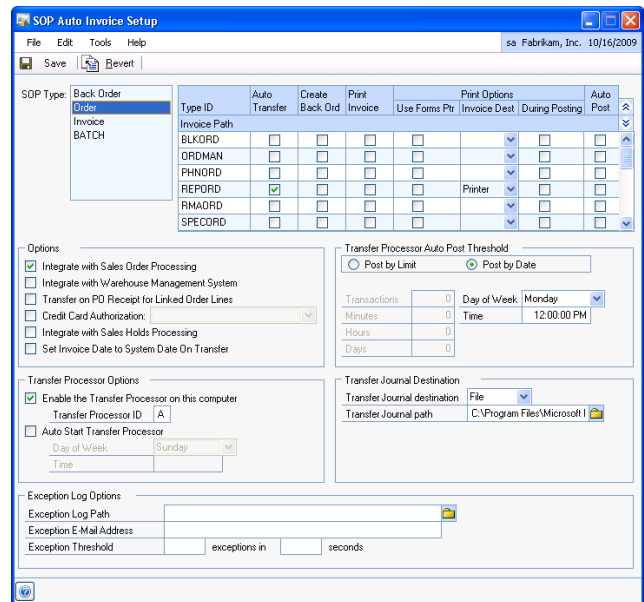 SOP Auto Invoice Setup
File Edit Tools Help sa Fabrikam, Inc. 10/16/2009
Save Revert
SOP Type: Back Order
Order
Invoice
BATCH
Auto Create Print Print Options Auto
Type ID Transfer Back Ord Invoice Use Forms Ptr Invoice Dest During Posting Post
Invoice Path
BLKORD
ORDMAN
PHNORD
REPORD Printer
RMAORD
SPECORD
Options
Integrate with Sales Order Processing
Integrate with Warehouse Management System
Transfer on PO Receipt for Linked Order Lines
Credit Card Authorization:
Integrate with Sales Holds Processing
Set Invoice Date to System Date On Transfer
Transfer Processor Auto Post Threshold
Post by Limit Post by Date
Transactions 0 Day of Week Monday
Minutes 0 Time 12:00:00 PM
Hours 0
Days 0
Transfer Processor Options
Enable the Transfer Processor on this computer
Transfer Processor ID A
Auto Start Transfer Processor
Day of Week Sunday
Time
Transfer Journal Destination
Transfer Journal destination File
Transfer Journal path C:\Program Files\Microsoft
Exception Log Options
Exception Log Path
Exception E-Mail Address
Exception Threshold exceptions in seconds